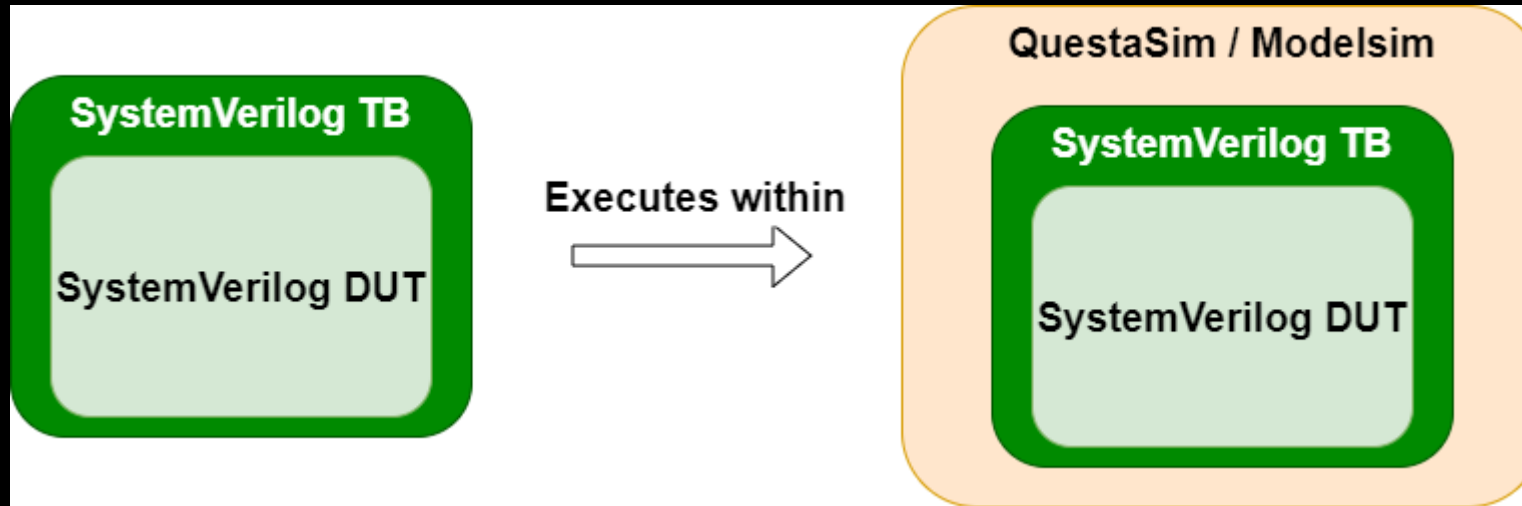 SystemVerilog TB
SystemVerilog DUT
Executes within
QuestaSim / Modelsim
SystemVerilog TB
SystemVerilog DUT